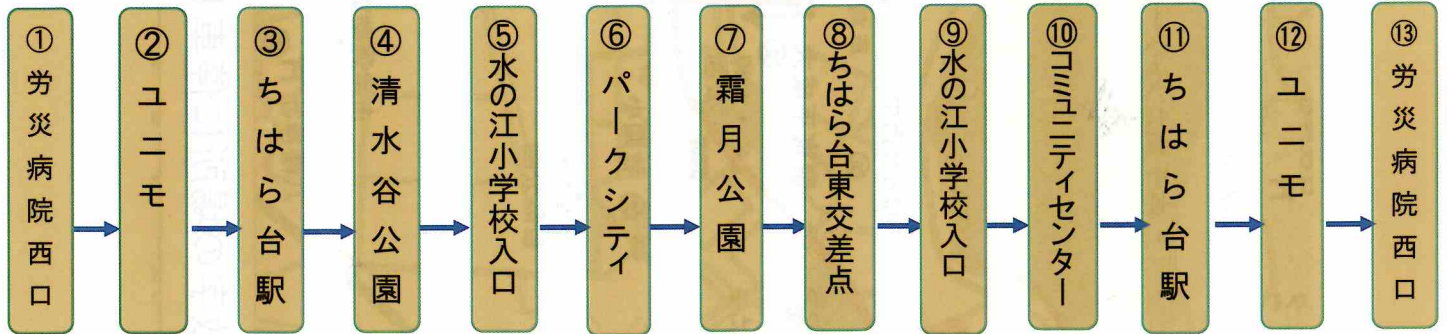 ①労災病院西口
②ユニモ
③ちはら台駅
④清水谷公園
⑤水の江小学校入口
⑥パークシティ
⑦霜月公園
⑧ちはら台東交差点
⑨水の江小学校入口
⑩コミュニティセンター
⑪ちはら台駅
⑫ユニモ
⑬労災病院西口